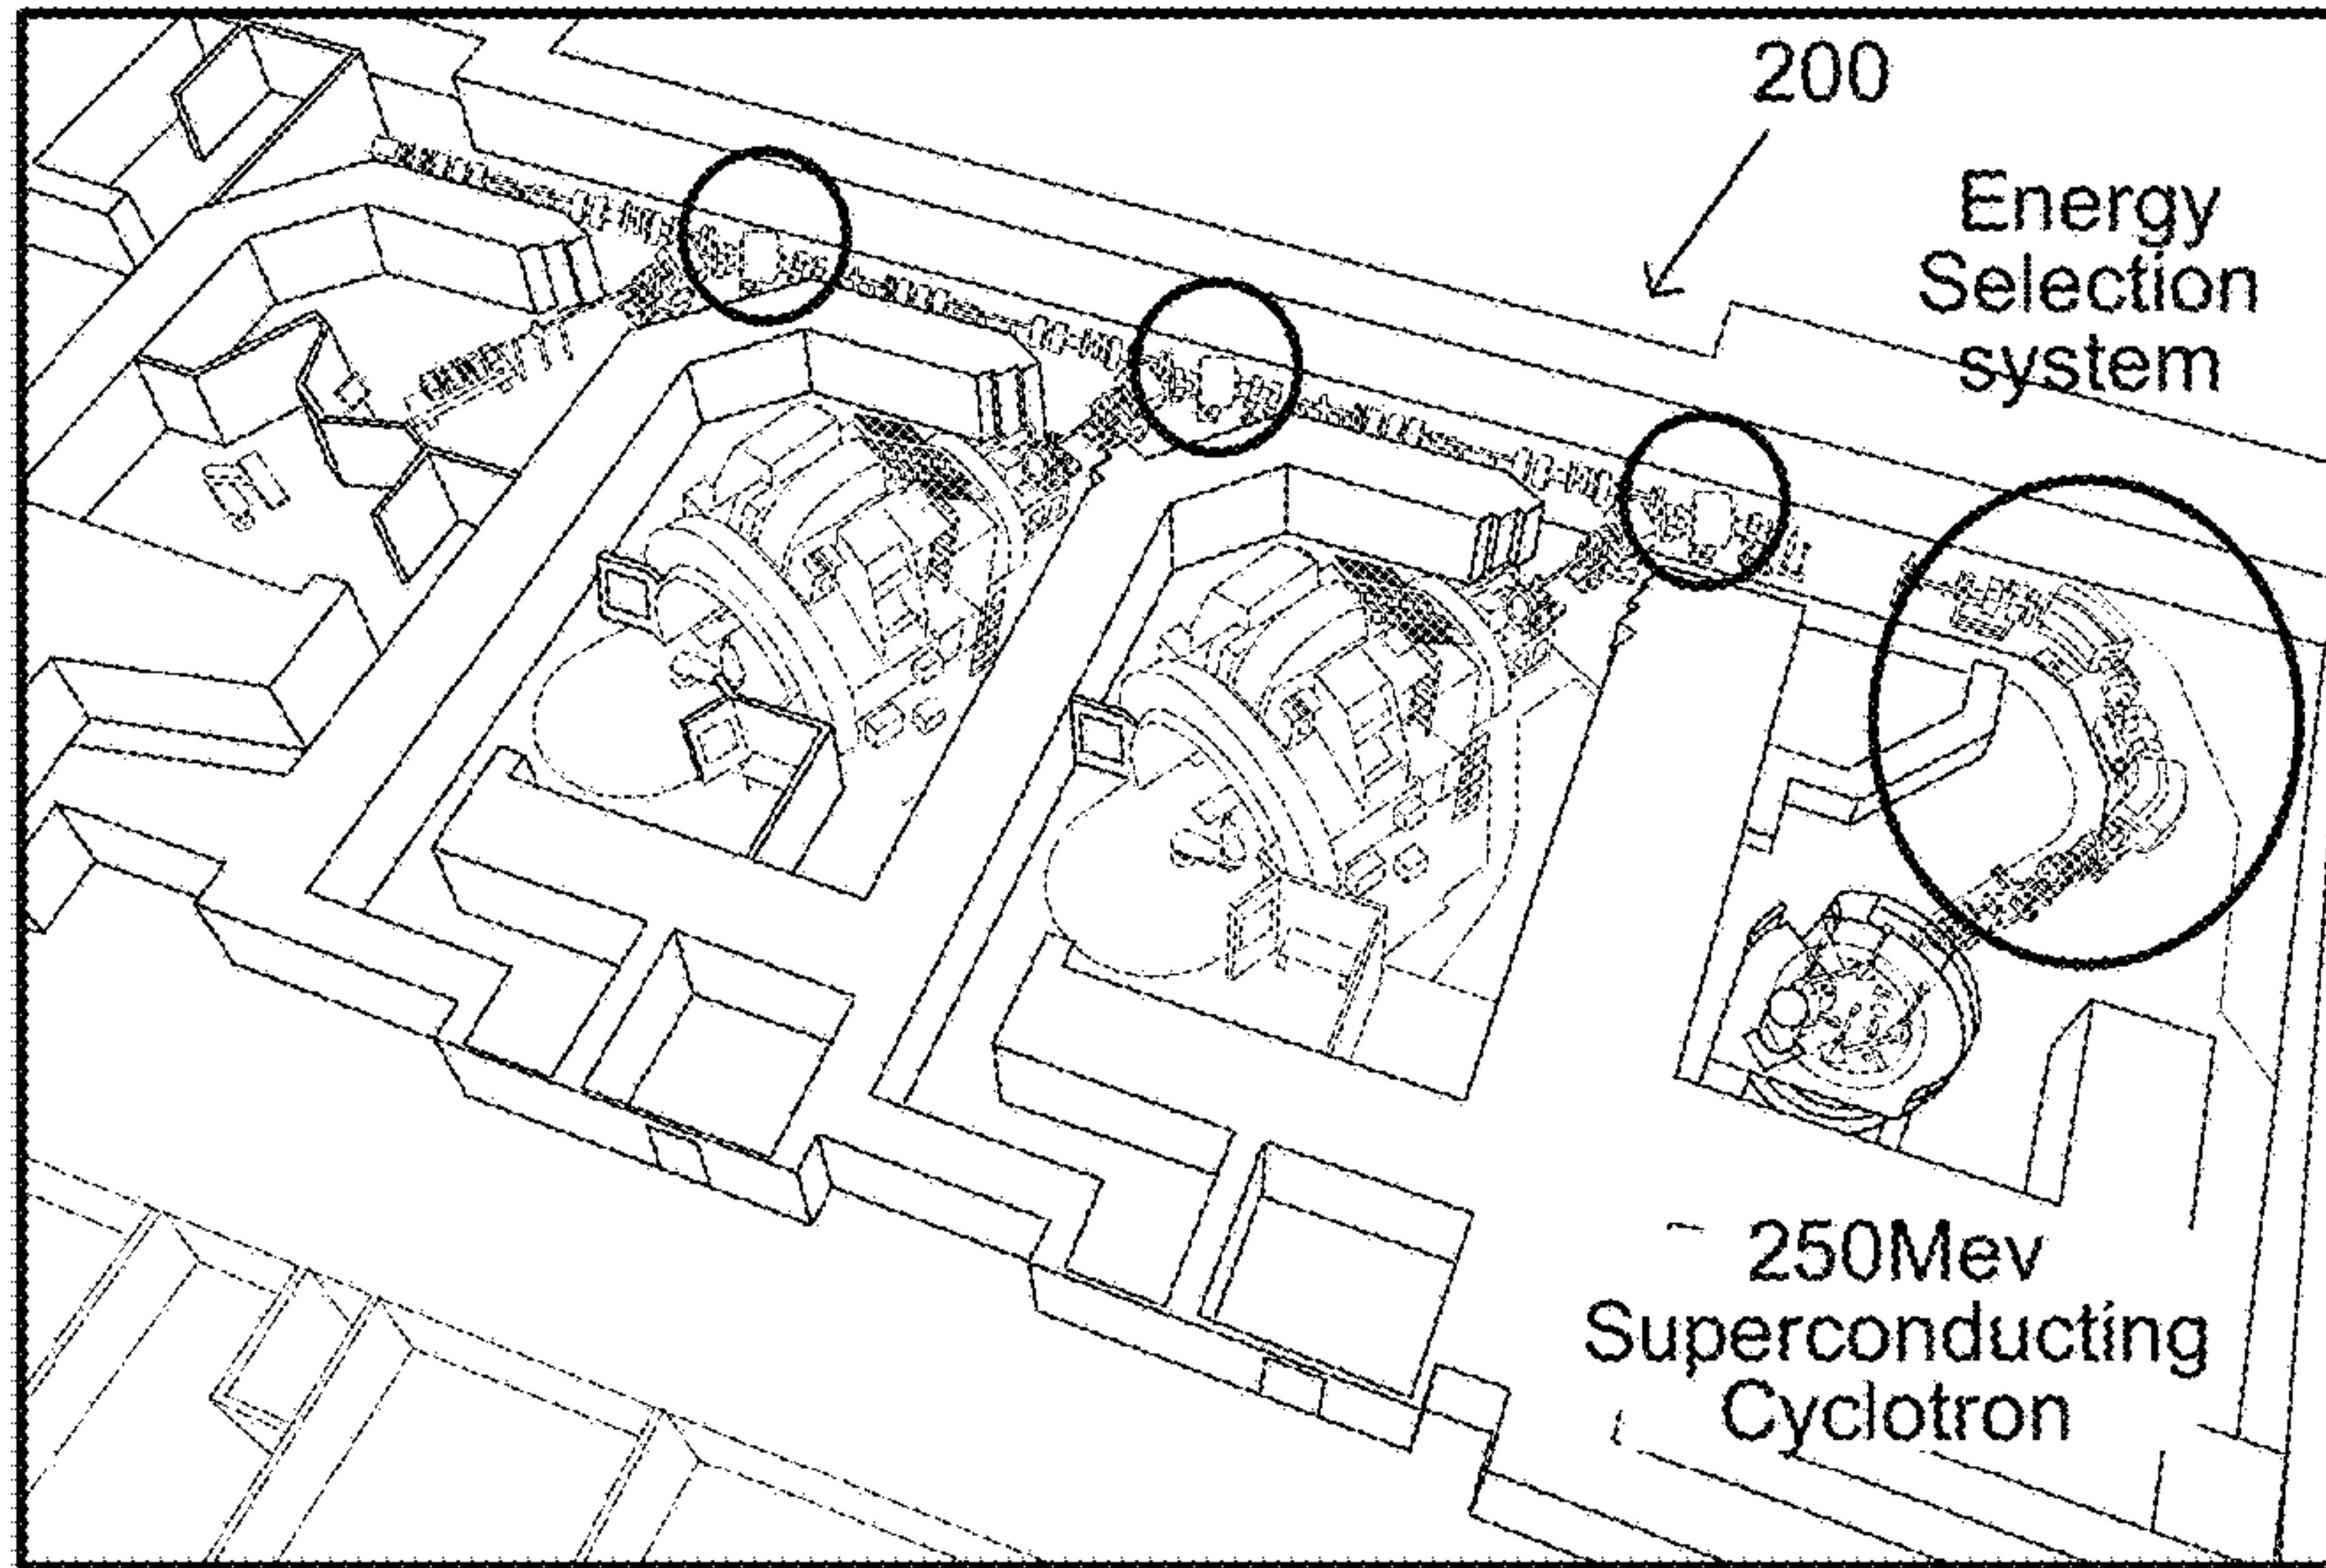 200
Energy
Selection
system
250Mev
Superconducting
Cyclotron